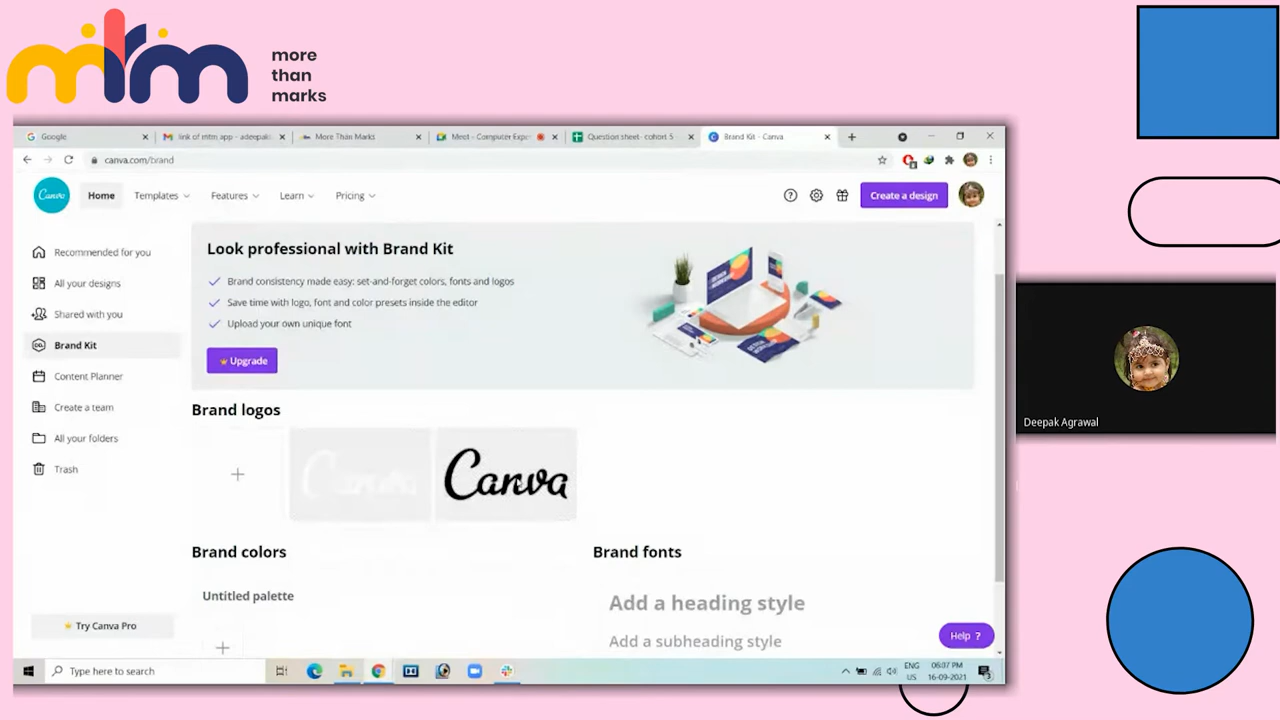 mtm
more
than
marks
Google
link of mtm app - adeepak
More Than Marks
Meet - Computer Exper
Question sheet- cohort 5
Brand Kit - Canva
canva.com/brand
Canva
Home
Templates
Features
Learn
Pricing
Create a design
Recommended for you
All your designs
Shared with you
Brand Kit
Content Planner
Create a team
All your folders
Trash
Try Canva Pro
Look professional with Brand Kit
Brand consistency made easy: set-and-forget colors, fonts and logos
Save time with logo, font and color presets inside the editor
Upload your own unique font
Upgrade
Brand logos
Canva
Canva
Brand colors
Untitled palette
Brand fonts
Add a heading style
Add a subheading style
Help ?
Deepak Agrawal
Type here to search
ENG
US
06:07 PM
16-09-2021